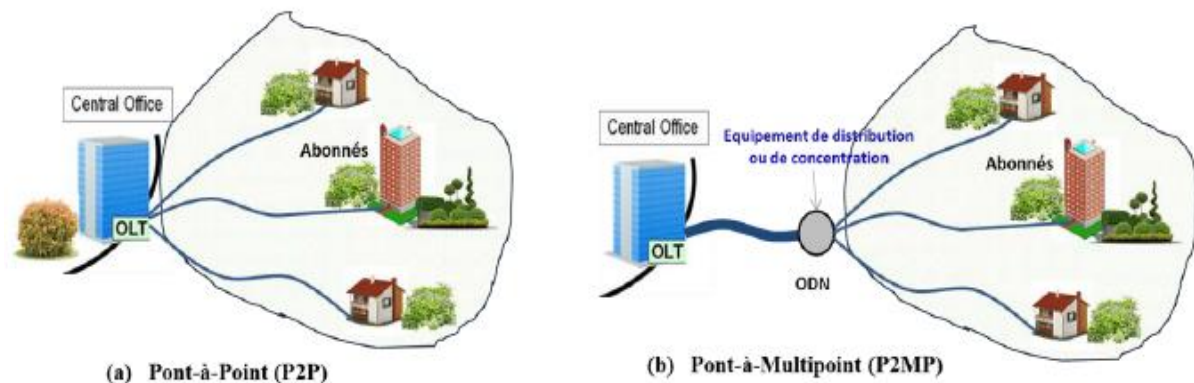 Central Office
Abonnés
OLT
(a) Pont-à-Point (P2P)
Central Office
Equipement de distribution
ou de concentration
Abonnés
OLT
ODN
(b) Pont-à-Multipoint (P2MP)